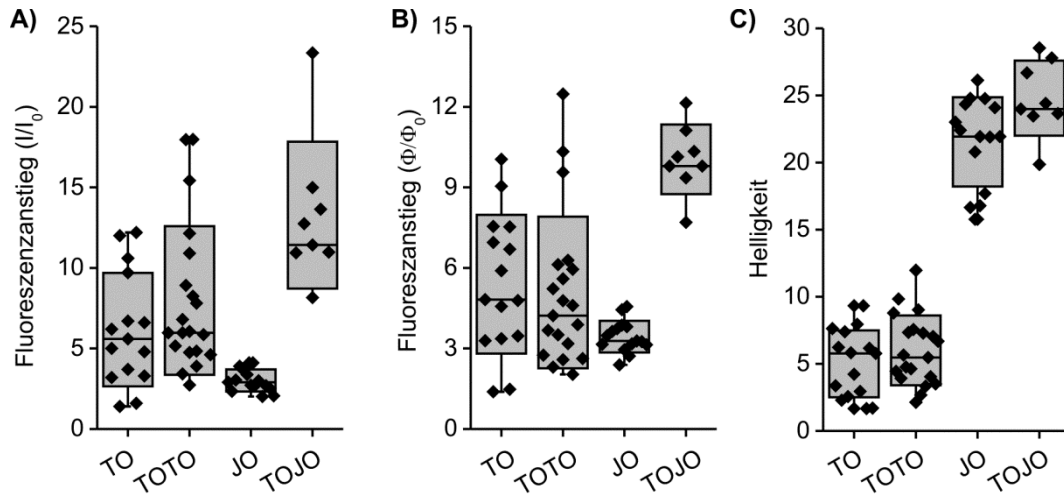 A)
Fluoreszenzanstieg (I/I₀)
25
20
15
10
5
0
TO
TOTO
JO
TOJO
B)
Fluoreszanstieg (Φ/Φ₀)
15
12
9
6
3
0
TO
TOTO
JO
TOJO
C)
Helligkeit
30
25
20
15
10
5
0
TO
TOTO
JO
TOJO